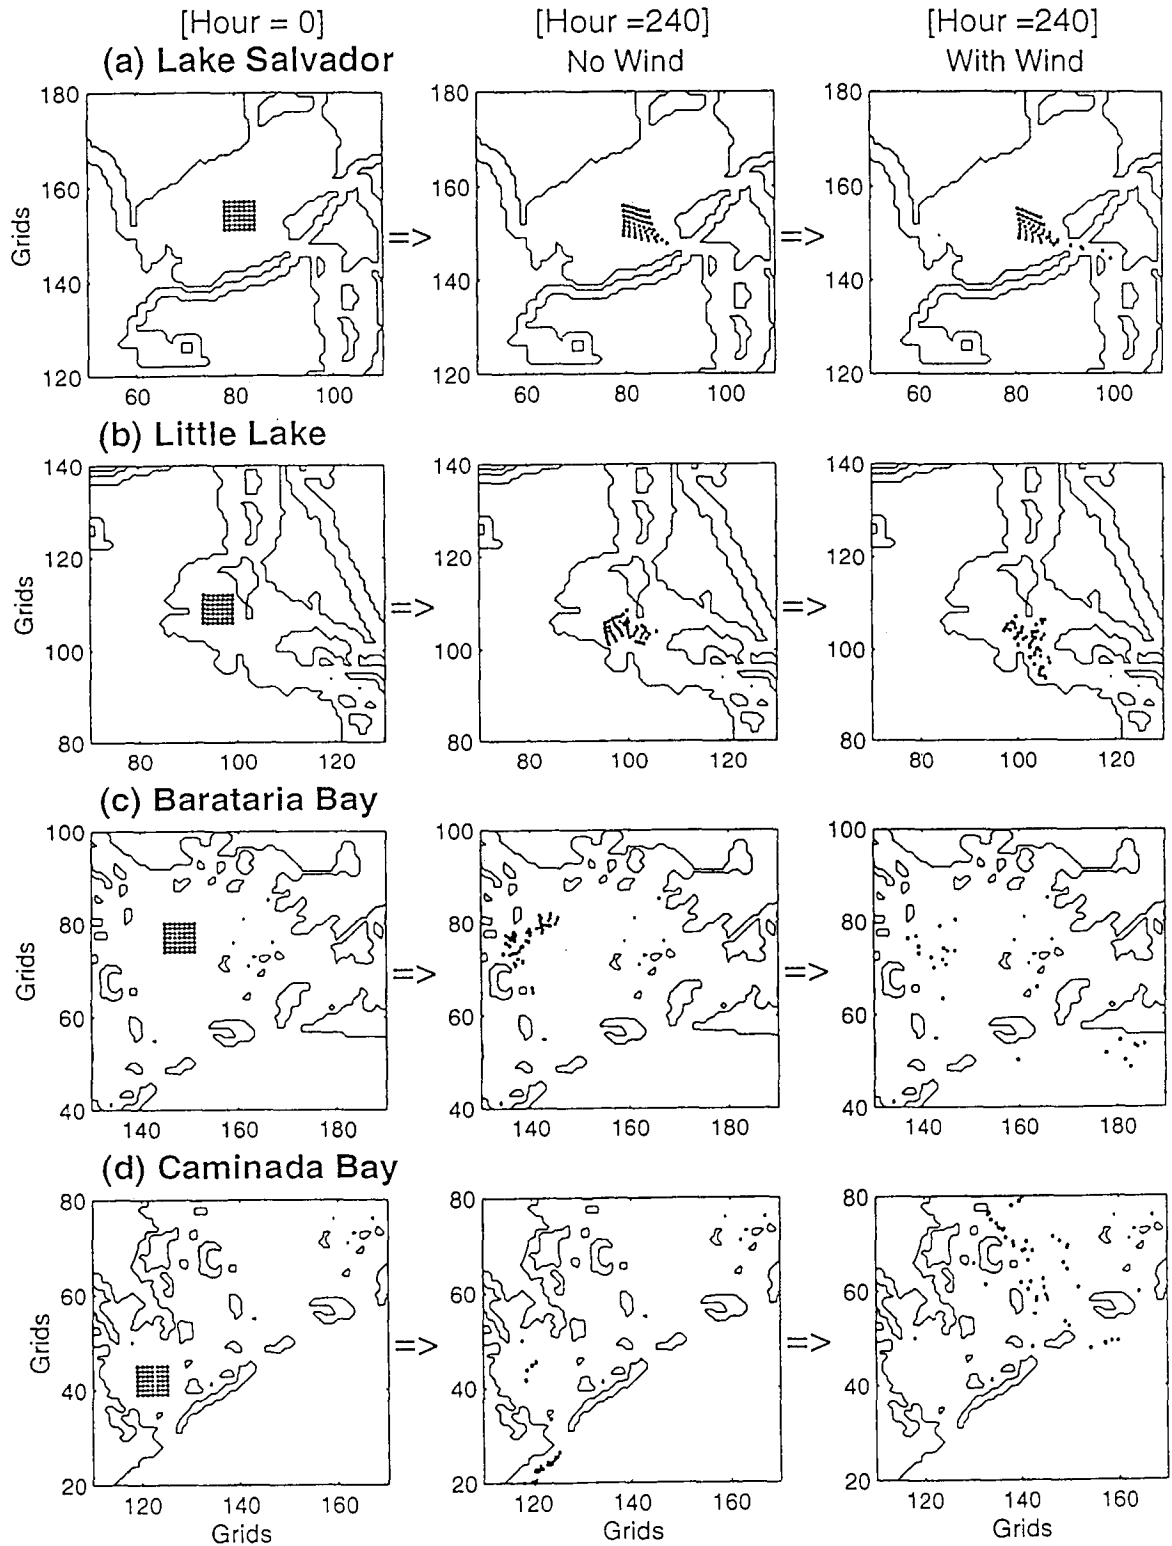 [Hour = 0] [Hour =240] [Hour =240]
(a) Lake Salvador No Wind With Wind
180 180 180
160 160 160
Grids
=> =>
140 140 140
120 120 120
60 80 100 60 80 100 60 80 100
(b) Little Lake
140 140 140
120 120 120
Grids
=> =>
100 100 100
80 80 80
80 100 120 80 100 120 80 100 120
(c) Barataria Bay
100 100 100
80 80 80
Grids
=> =>
60 60 60
40 40 40
140 160 180 140 160 180 140 160 180
(d) Caminada Bay
80 80 80
60 60 60
Grids
=> =>
40 40 40
20 20 20
120 140 160 120 140 160 120 140 160
Grids Grids Grids